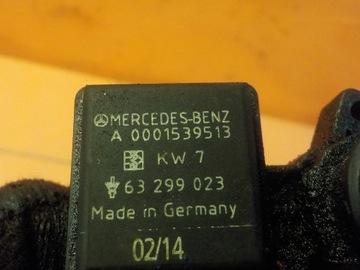 MERCEDES-BENZ
A 0001539513
KW 7
63 299 023
Made in Germany
02/14